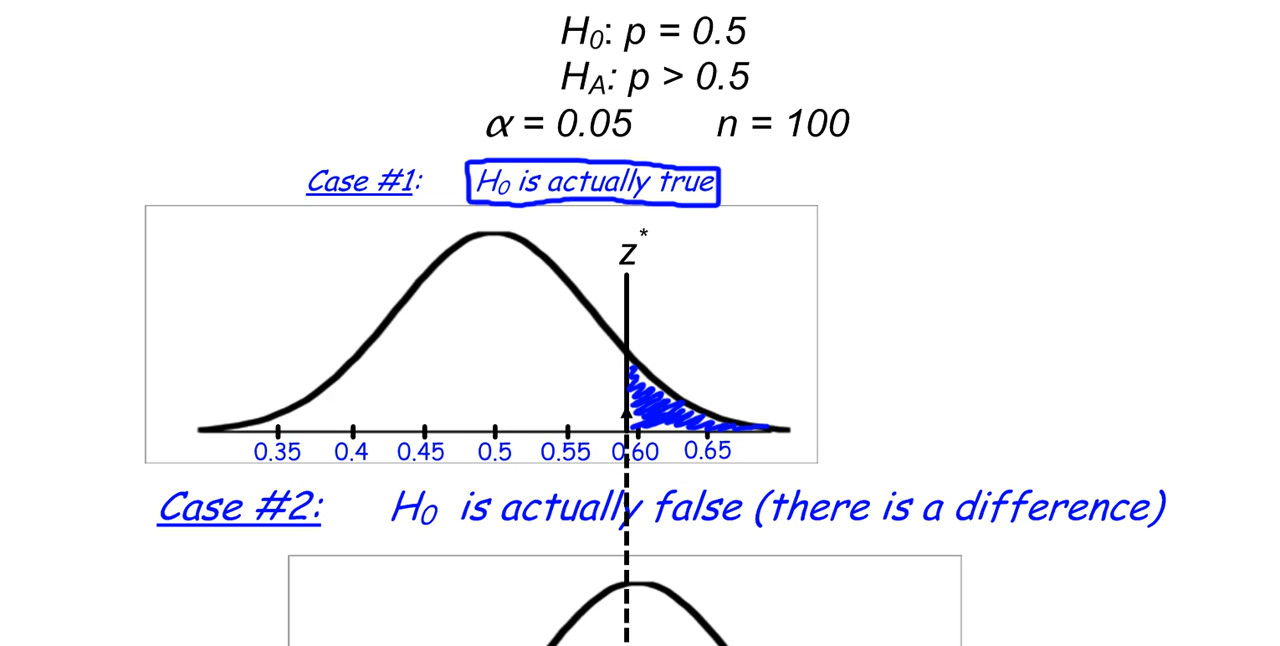 H₀: p = 0.5
H_A: p > 0.5
α = 0.05 n = 100
Case #1: H₀ is actually true
z*
0.35 0.4 0.45 0.5 0.55 0.60 0.65
Case #2: H₀ is actually false (there is a difference)